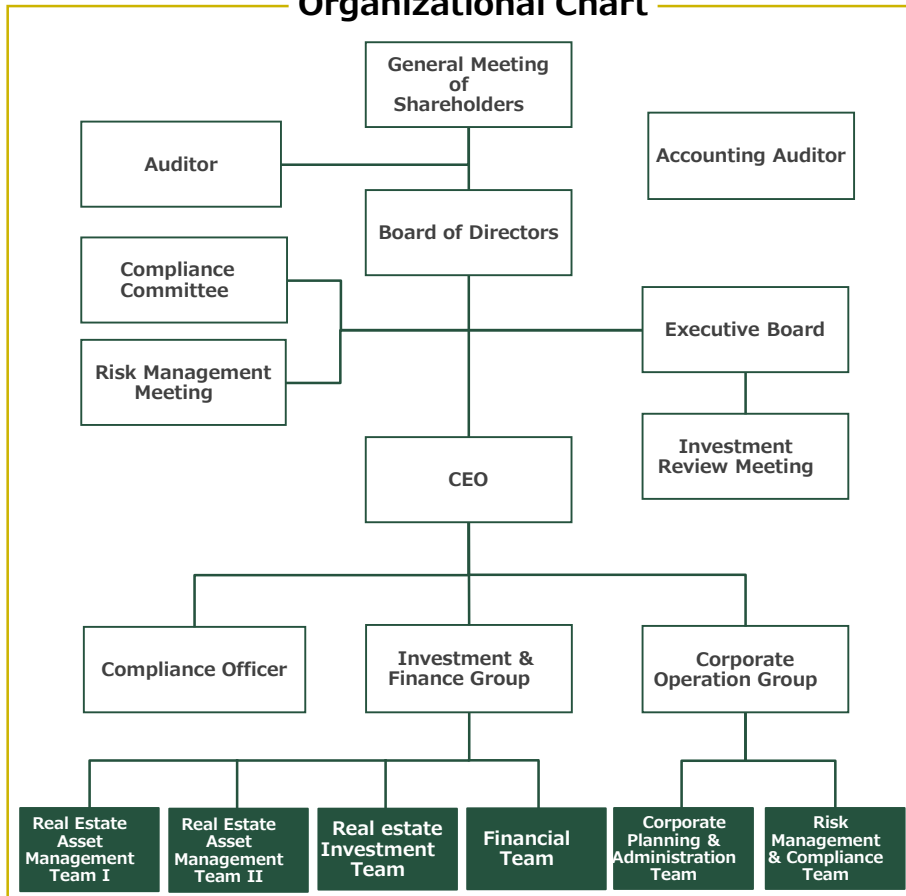 Organizational Chart
General Meeting
of
Shareholders
Auditor
Accounting Auditor
Board of Directors
Compliance
Committee
Executive Board
Risk Management
Meeting
Investment
Review Meeting
CEO
Compliance Officer
Investment &
Finance Group
Corporate
Operation Group
Real Estate
Asset
Management
Team I
Real Estate
Asset
Management
Team II
Real estate
Investment
Team
Financial
Team
Corporate
Planning &
Administration
Team
Risk
Management
& Compliance
Team